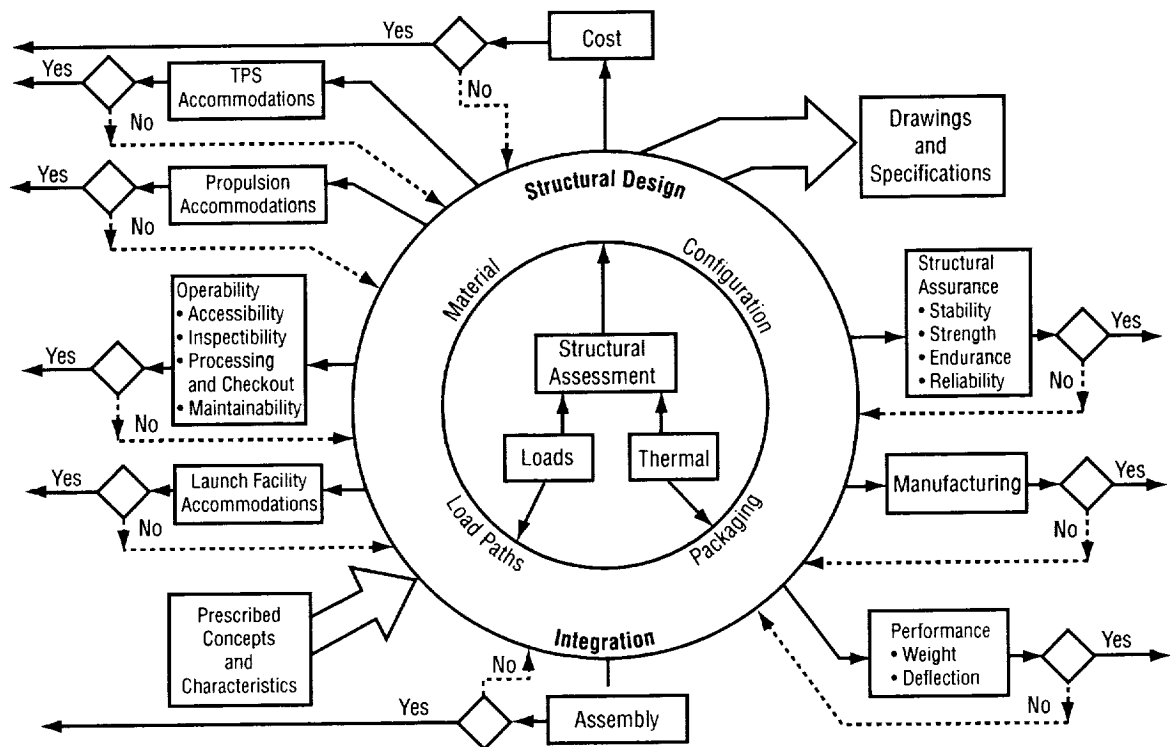 Yes
Cost
No
Yes
TPS
Accommodations
No
Drawings
and
Specifications
Yes
Propulsion
Accommodations
No
Structural Design
Material
Configuration
Operability
• Accessibility
• Inspectibility
• Processing
and Checkout
• Maintainability
Yes
No
Structural
Assurance
• Stability
• Strength
• Endurance
• Reliability
Yes
No
Structural
Assessment
Loads
Thermal
Load Paths
Packaging
Yes
Launch Facility
Accommodations
No
Manufacturing
Yes
No
Prescribed
Concepts
and
Characteristics
Integration
No
Yes
Assembly
Performance
• Weight
• Deflection
Yes
No